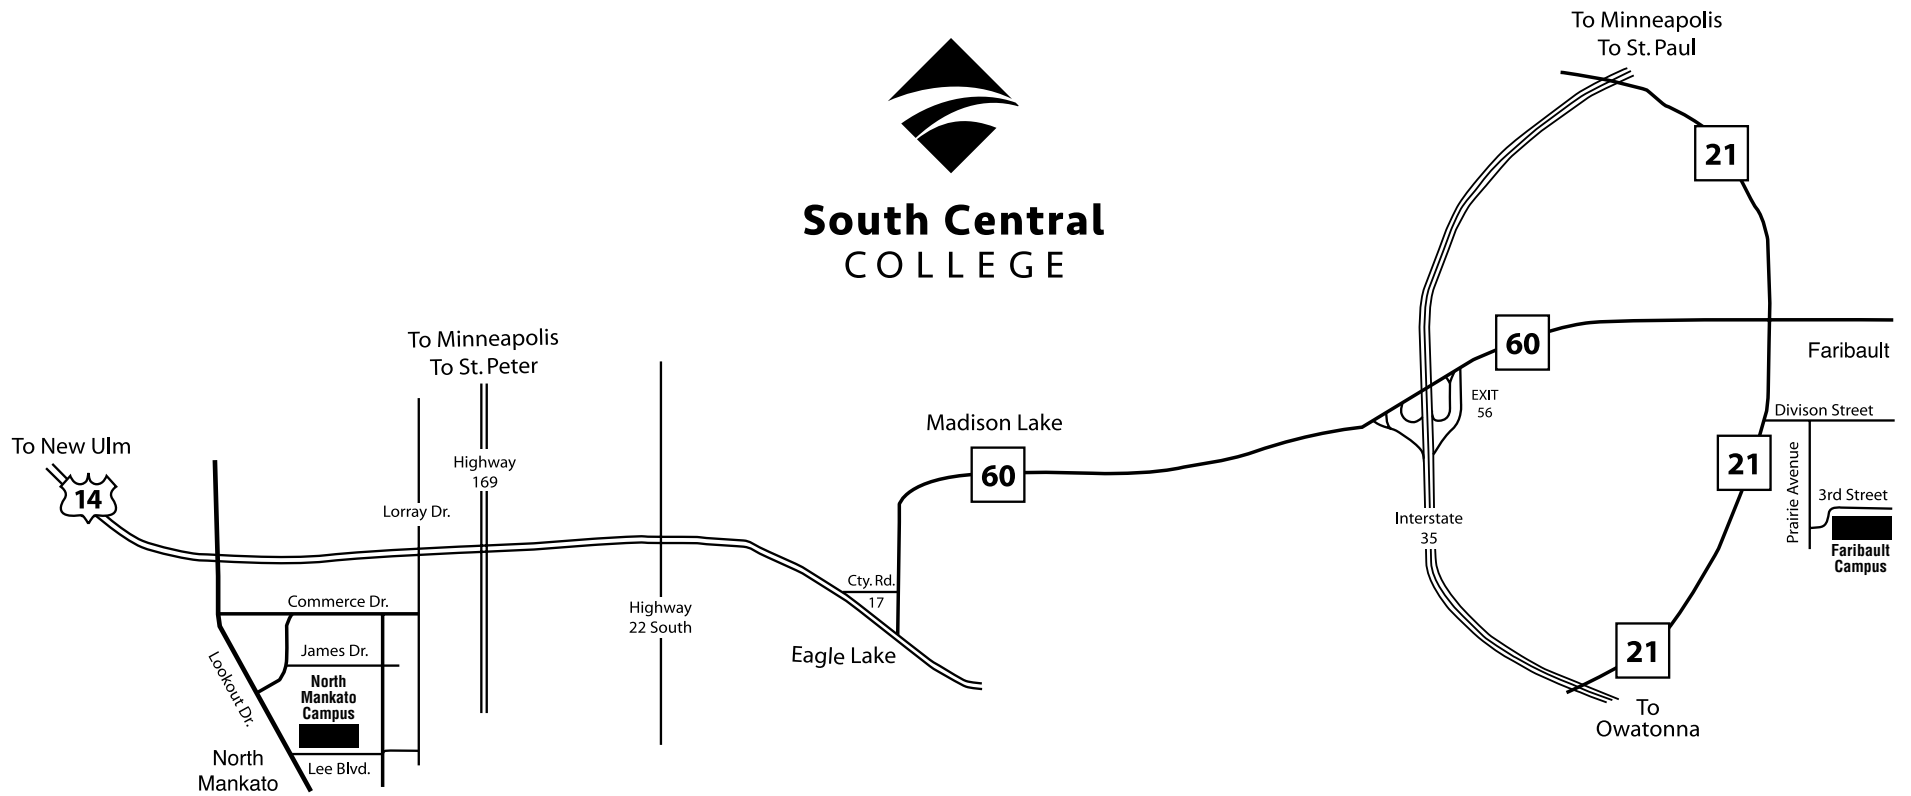 To Minneapolis
To St. Paul
21
South Central
COLLEGE
To Minneapolis
To St. Peter
60
Faribault
EXIT
56
Divison Street
Madison Lake
To New Ulm
Highway
169
60
21
14
Prairie Avenue
3rd Street
Lorray Dr.
Interstate
35
Faribault
Campus
Cty. Rd.
17
Commerce Dr.
Highway
22 South
Eagle Lake
James Dr.
21
Lookout Dr.
North
Mankato
Campus
To
Owatonna
North
Mankato
Lee Blvd.